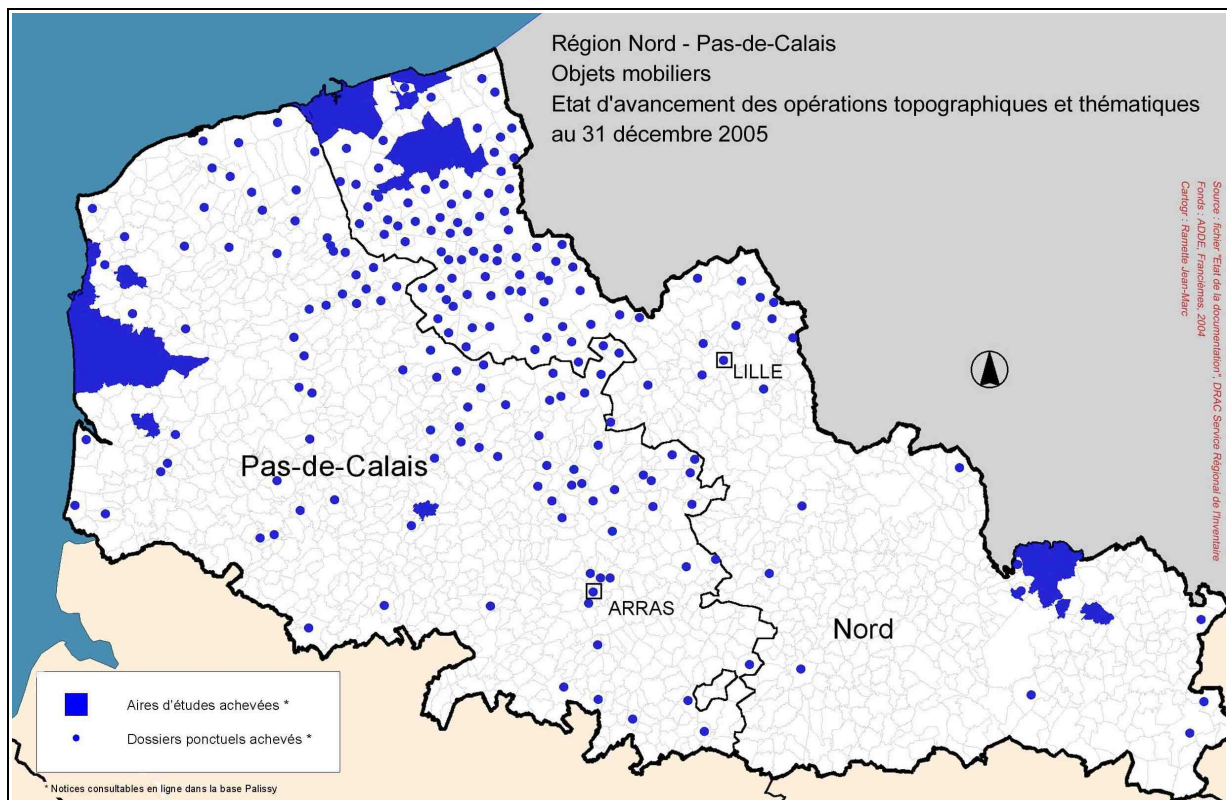 Région Nord - Pas-de-Calais
Objets mobiliers
Etat d'avancement des opérations topographiques et thématiques
au 31 décembre 2005
Source : fichier "Etat de la documentation", DRAC Service Régional de l'Inventaire
Fonds : ADDE, Francièmes, 2004
Cartogr : Ramette Jean-Marc
LILLE
Pas-de-Calais
ARRAS
Nord
Aires d'études achevées *
Dossiers ponctuels achevés *
* Notices consultables en ligne dans la base Palissy